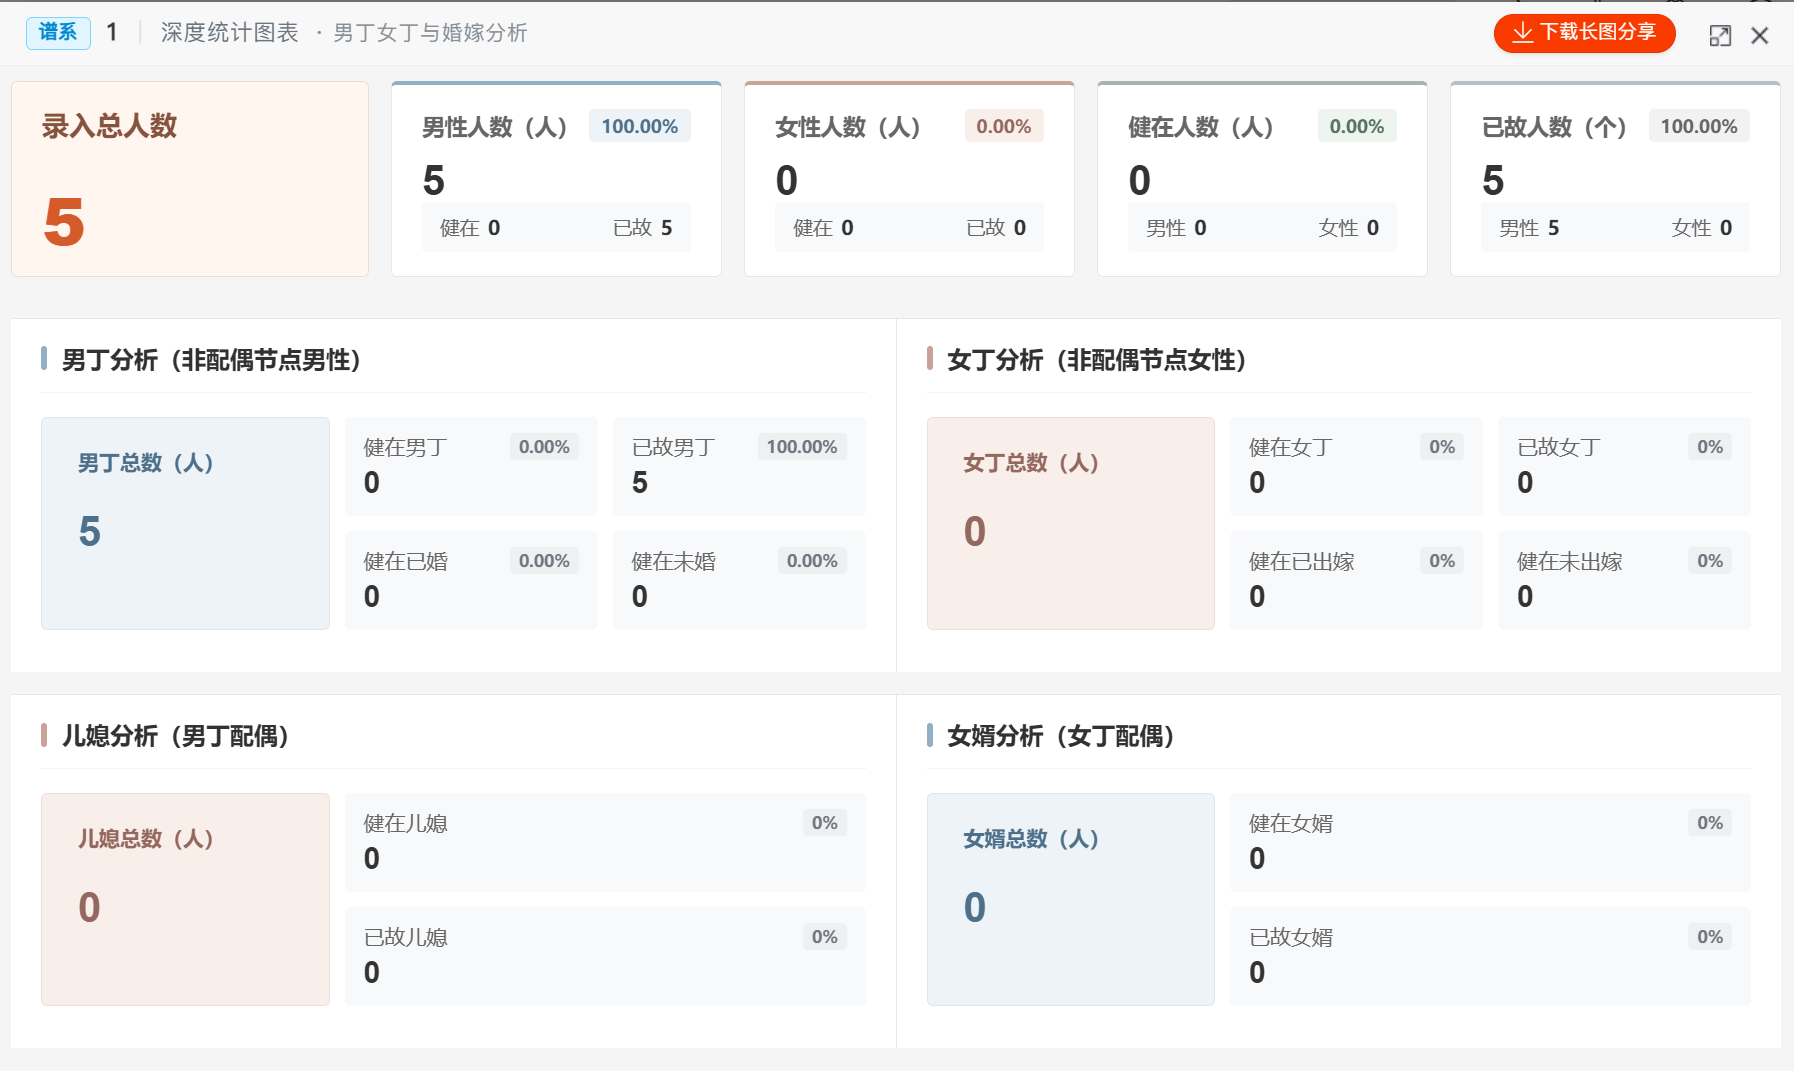 谱系 1 深度统计图表 · 男丁女丁与婚嫁分析 下载长图分享
录入总人数
5
男性人数（人） 100.00%
5
健在 0 已故 5
女性人数（人） 0.00%
0
健在 0 已故 0
健在人数（人） 0.00%
0
男性 0 女性 0
已故人数（个） 100.00%
5
男性 5 女性 0
男丁分析（非配偶节点男性）
男丁总数（人）
5
健在男丁 0.00%
0
已故男丁 100.00%
5
健在已婚 0.00%
0
健在未婚 0.00%
0
女丁分析（非配偶节点女性）
女丁总数（人）
0
健在女丁 0%
0
已故女丁 0%
0
健在已出嫁 0%
0
健在未出嫁 0%
0
儿媳分析（男丁配偶）
儿媳总数（人）
0
健在儿媳 0%
0
已故儿媳 0%
0
女婿分析（女丁配偶）
女婿总数（人）
0
健在女婿 0%
0
已故女婿 0%
0